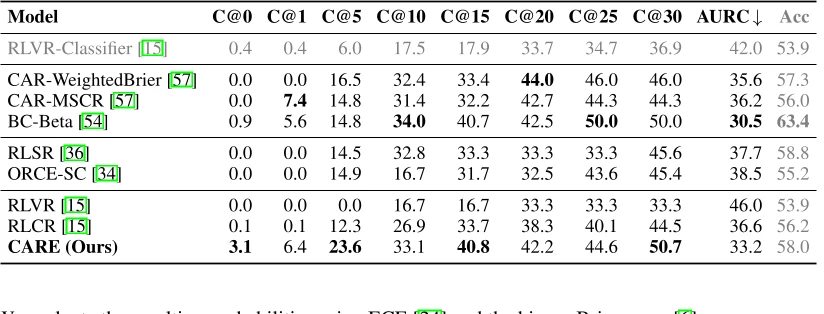 Model C@0 C@1 C@5 C@10 C@15 C@20 C@25 C@30 AURC↓ Acc
RLVR-Classifier [15] 0.4 0.4 6.0 17.5 17.9 33.7 34.7 36.9 42.0 53.9
CAR-WeightedBrier [57] 0.0 0.0 16.5 32.4 33.4 44.0 46.0 46.0 35.6 57.3
CAR-MSCR [57] 0.0 7.4 14.8 31.4 32.2 42.7 44.3 44.3 36.2 56.0
BC-Beta [54] 0.9 5.6 14.8 34.0 40.7 42.5 50.0 50.0 30.5 63.4
RLSR [36] 0.0 0.0 14.5 32.8 33.3 33.3 33.3 45.6 37.7 58.8
ORCE-SC [34] 0.0 0.0 14.9 16.7 31.7 32.5 43.6 45.4 38.5 55.2
RLVR [15] 0.0 0.0 0.0 16.7 16.7 33.3 33.3 33.3 46.0 53.9
RLCR [15] 0.1 0.1 12.3 26.9 33.7 38.3 40.1 44.5 36.6 56.2
CARE (Ours) 3.1 6.4 23.6 33.1 40.8 42.2 44.6 50.7 33.2 58.0